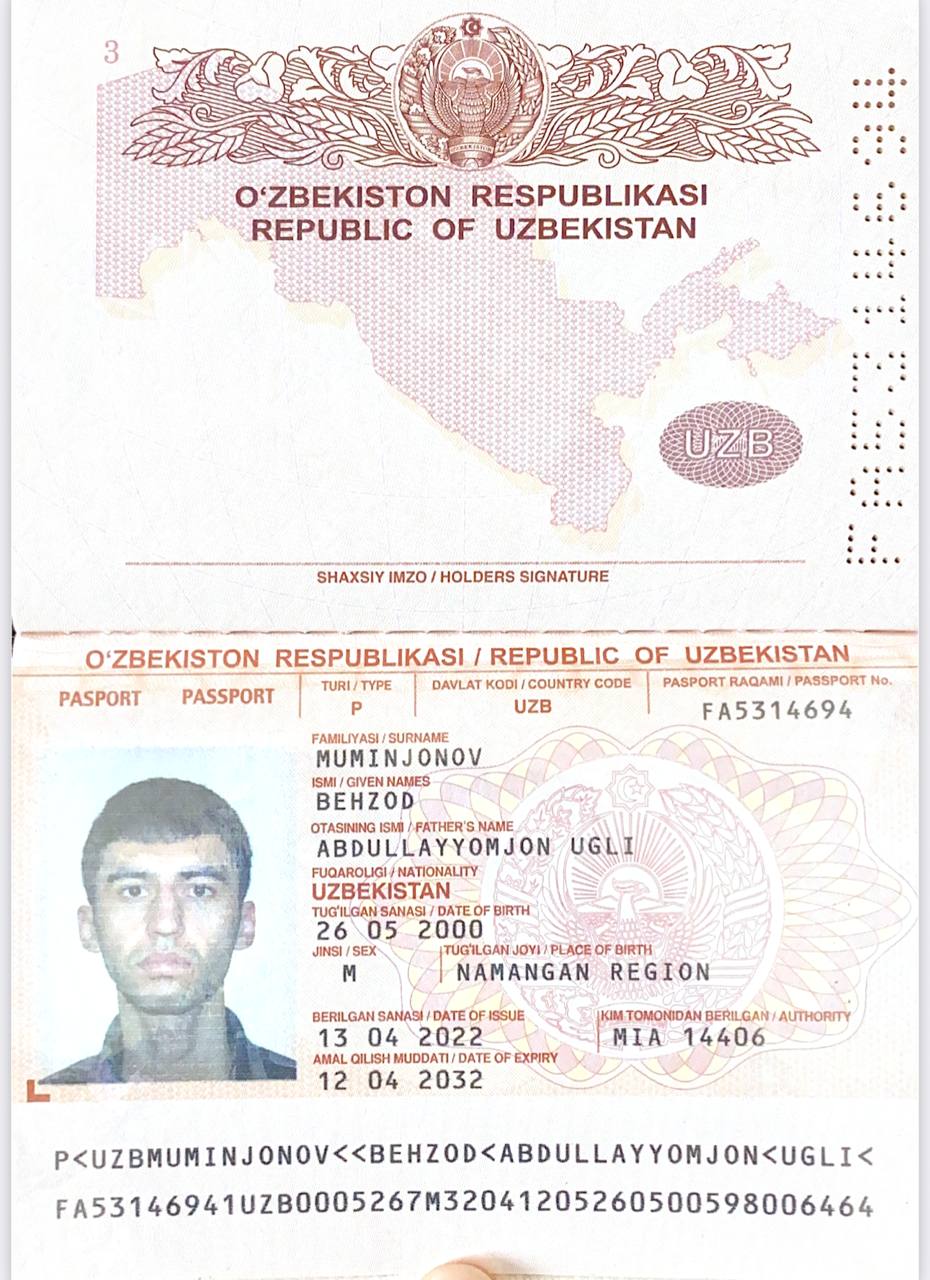 3
O‘ZBEKISTON RESPUBLIKASI
REPUBLIC OF UZBEKISTAN
UZB
FA5314694
SHAXSIY IMZO / HOLDERS SIGNATURE
O‘ZBEKISTON RESPUBLIKASI / REPUBLIC OF UZBEKISTAN
PASPORT PASSPORT
TURI / TYPE
P
DAVLAT KODI / COUNTRY CODE
UZB
PASPORT RAQAMI / PASSPORT No.
FA5314694
FAMILIYASI / SURNAME
MUMINJONOV
ISMI / GIVEN NAMES
BEHZOD
OTASINING ISMI / FATHER'S NAME
ABDULLAYYOMJON UGLI
FUQAROLIGI / NATIONALITY
UZBEKISTAN
TUG'ILGAN SANASI / DATE OF BIRTH
26 05 2000
JINSI / SEX
M
TUG'ILGAN JOYI / PLACE OF BIRTH
NAMANGAN REGION
BERILGAN SANASI / DATE OF ISSUE
13 04 2022
KIM TOMONIDAN BERILGAN / AUTHORITY
MIA 14406
AMAL QILISH MUDDATI / DATE OF EXPIRY
12 04 2032
P<UZBMUMINJONOV<<BEHZOD<ABDULLAYYOMJON<UGLI<
FA53146941UZB0005267M32041205260500598006464